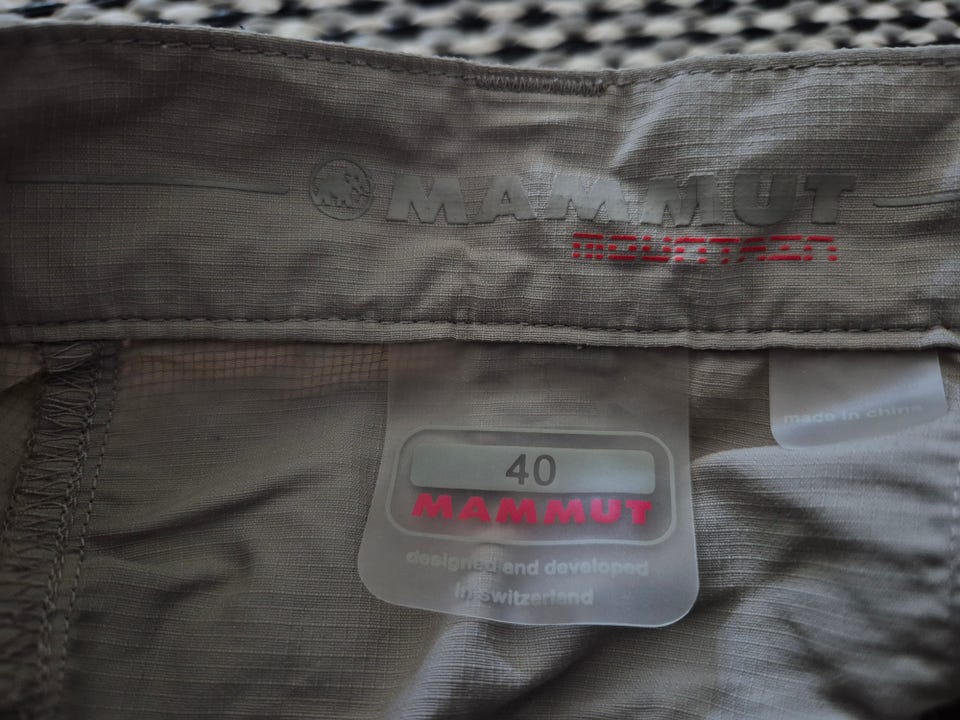 MAMMUT
MOUNTAIN
made in china
40
MAMMUT
designed and developed
in switzerland